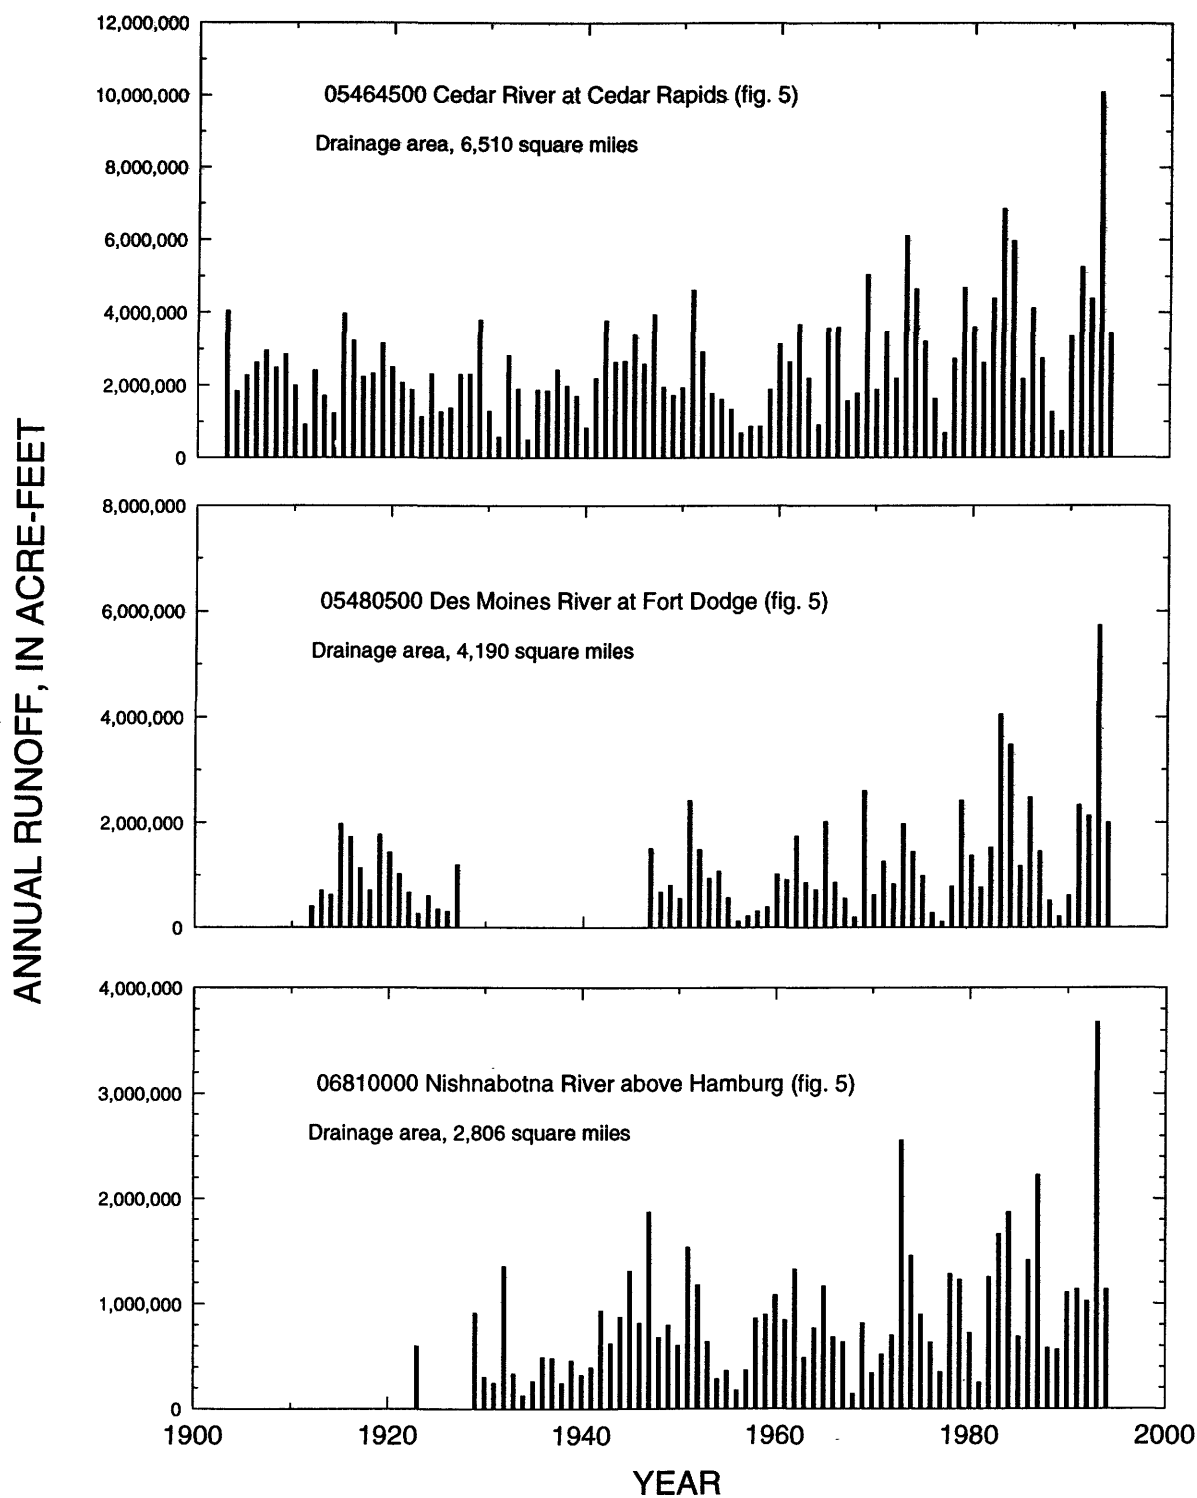 ANNUAL RUNOFF, IN ACRE-FEET
12,000,000
10,000,000
8,000,000
6,000,000
4,000,000
2,000,000
0
05464500 Cedar River at Cedar Rapids (fig. 5)
Drainage area, 6,510 square miles
8,000,000
6,000,000
4,000,000
2,000,000
0
05480500 Des Moines River at Fort Dodge (fig. 5)
Drainage area, 4,190 square miles
4,000,000
3,000,000
2,000,000
1,000,000
0
06810000 Nishnabotna River above Hamburg (fig. 5)
Drainage area, 2,806 square miles
1900 1920 1940 1960 1980 2000
YEAR